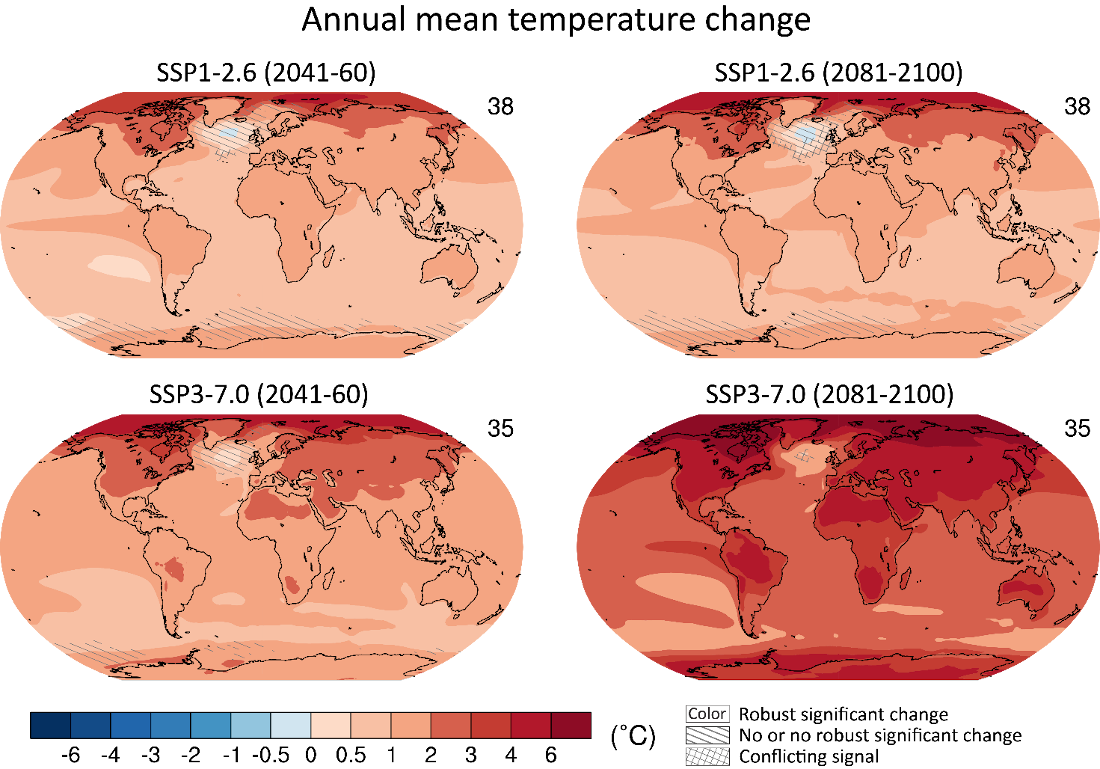 Annual mean temperature change
SSP1-2.6 (2041-60)
SSP1-2.6 (2081-2100)
38
38
SSP3-7.0 (2041-60)
SSP3-7.0 (2081-2100)
35
35
Color Robust significant change
No or no robust significant change
Conflicting signal
-6 -4 -3 -2 -1 -0.5 0 0.5 1 2 3 4 6 (°C)